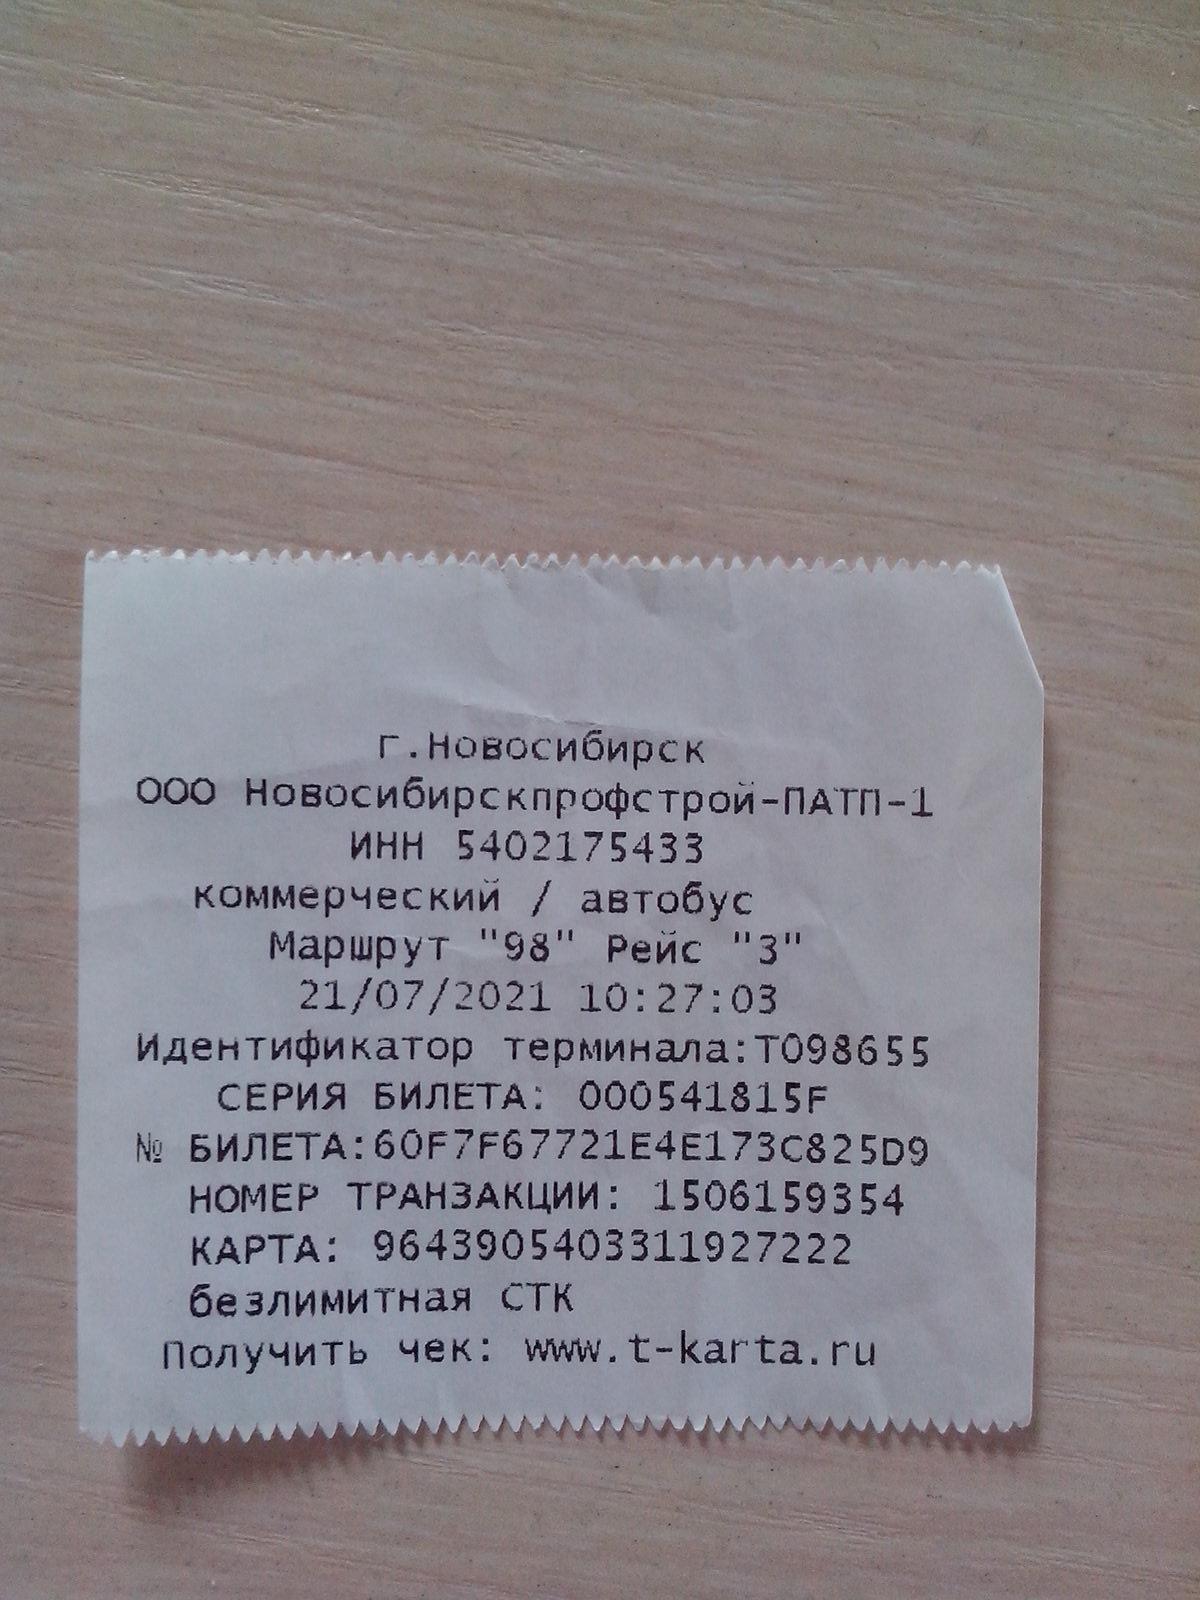 г.Новосибирск
ООО Новосибирскпрофстрой-ПАТП-1
ИНН 5402175433
коммерческий / автобус
Маршрут "98" Рейс "3"
21/07/2021 10:27:03
Идентификатор терминала:Т098655
СЕРИЯ БИЛЕТА: 000541815F
№ БИЛЕТА:60F7F67721E4E173C825D9
НОМЕР ТРАНЗАКЦИИ: 1506159354
КАРТА: 9643905403311927222
безлимитная СТК
Получить чек: www.t-karta.ru